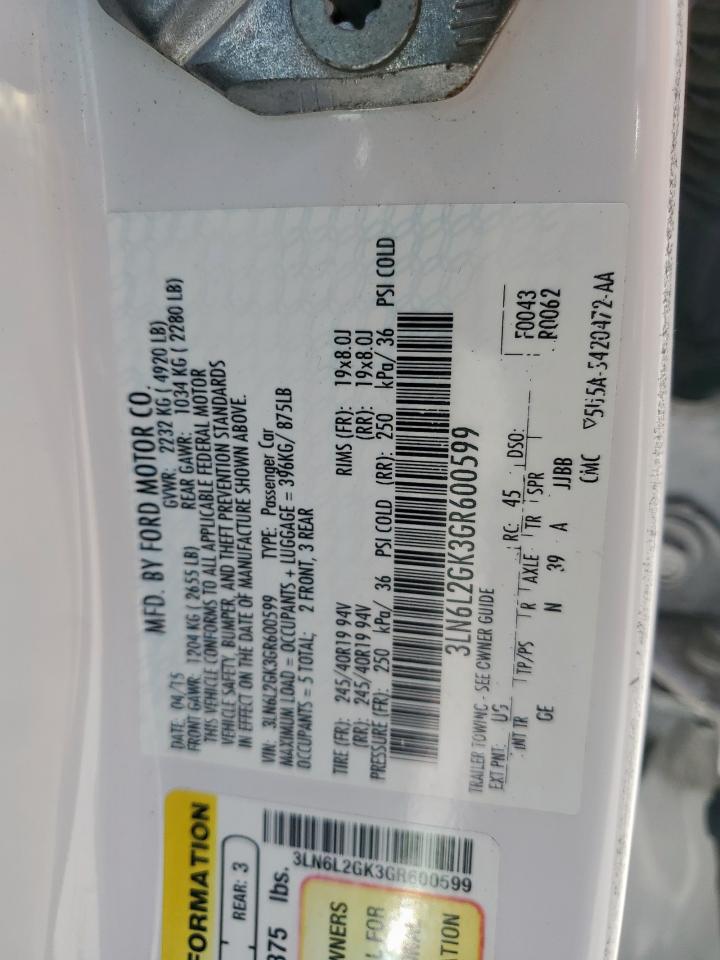 MFD. BY FORD MOTOR CO.
DATE: 04/15 GVWR: 2232 KG ( 4920 LB)
FRONT GAWR: 1204 KG ( 2655 LB) REAR GAWR: 1034 KG ( 2280 LB)
THIS VEHICLE CONFORMS TO ALL APPLICABLE FEDERAL MOTOR
VEHICLE SAFETY, BUMPER, AND THEFT PREVENTION STANDARDS
IN EFFECT ON THE DATE OF MANUFACTURE SHOWN ABOVE.
VIN: 3LN6L2GK3GR600599 TYPE: Passenger Car
MAXIMUM LOAD = OCCUPANTS + LUGGAGE = 396KG/ 875LB
OCCUPANTS = 5 TOTAL; 2 FRONT, 3 REAR
TIRE (FR): 245/40R19 94V RIMS (FR): 19x8.0J
(RR): 245/40R19 94V (RR): 19x8.0J
PRESSURE (FR): 250 kPa/ 36 PSI COLD (RR): 250 kPa/ 36 PSI COLD
3LN6L2GK3GR600599
TRAILER TOWING - SEE OWNER GUIDE
EXT PNT: UG RC: 45 DSO: F0043
INT TR TP/PS R AXLE TR SPR R0062
GE N 39 A JJBB
CMC
FORMATION
REAR: 3
375 lbs.
3LN6L2GK3GR600599
WNERS
FOR
ATION